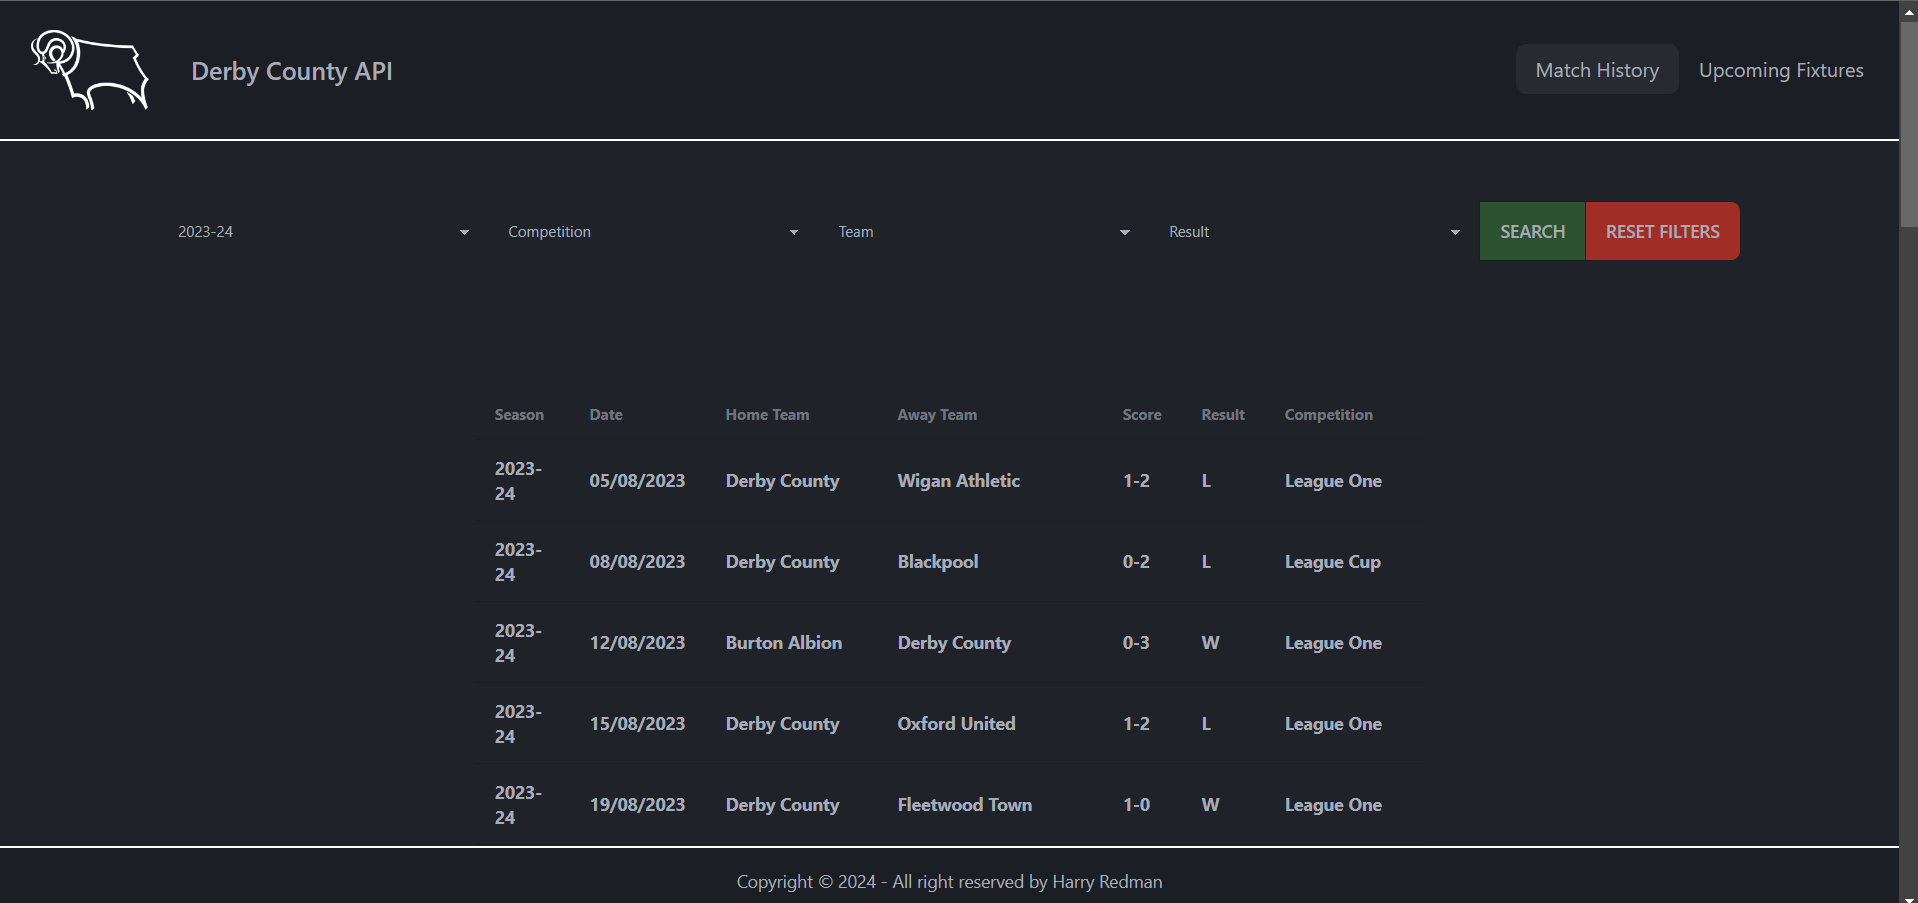 Derby County API
Match History
Upcoming Fixtures
2023-24
Competition
Team
Result
SEARCH
RESET FILTERS
Season Date Home Team Away Team Score Result Competition
2023-
24 05/08/2023 Derby County Wigan Athletic 1-2 L League One
2023-
24 08/08/2023 Derby County Blackpool 0-2 L League Cup
2023-
24 12/08/2023 Burton Albion Derby County 0-3 W League One
2023-
24 15/08/2023 Derby County Oxford United 1-2 L League One
2023-
24 19/08/2023 Derby County Fleetwood Town 1-0 W League One
Copyright © 2024 - All right reserved by Harry Redman